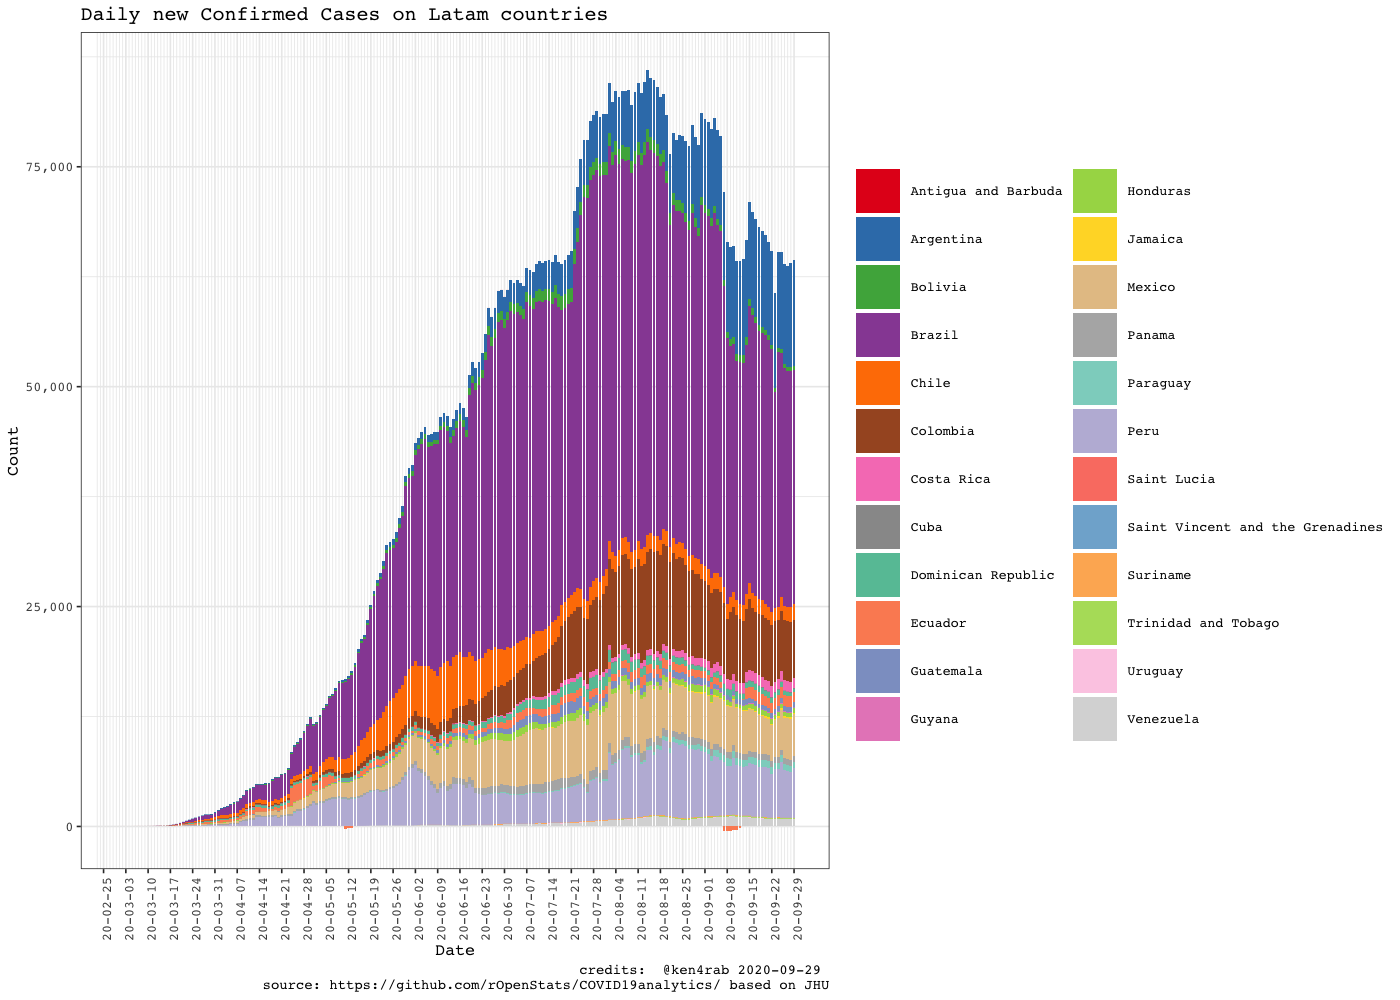 Daily new Confirmed Cases on Latam countries
75,000
50,000
25,000
0
Count
20-02-25
20-03-03
20-03-10
20-03-17
20-03-24
20-03-31
20-04-07
20-04-14
20-04-21
20-04-28
20-05-05
20-05-12
20-05-19
20-05-26
20-06-02
20-06-09
20-06-16
20-06-23
20-06-30
20-07-07
20-07-14
20-07-21
20-07-28
20-08-04
20-08-11
20-08-18
20-08-25
20-09-01
20-09-08
20-09-15
20-09-22
20-09-29
Date
Antigua and Barbuda
Argentina
Bolivia
Brazil
Chile
Colombia
Costa Rica
Cuba
Dominican Republic
Ecuador
Guatemala
Guyana
Honduras
Jamaica
Mexico
Panama
Paraguay
Peru
Saint Lucia
Saint Vincent and the Grenadines
Suriname
Trinidad and Tobago
Uruguay
Venezuela
credits:  @ken4rab 2020-09-29
source: https://github.com/rOpenStats/COVID19analytics/ based on JHU